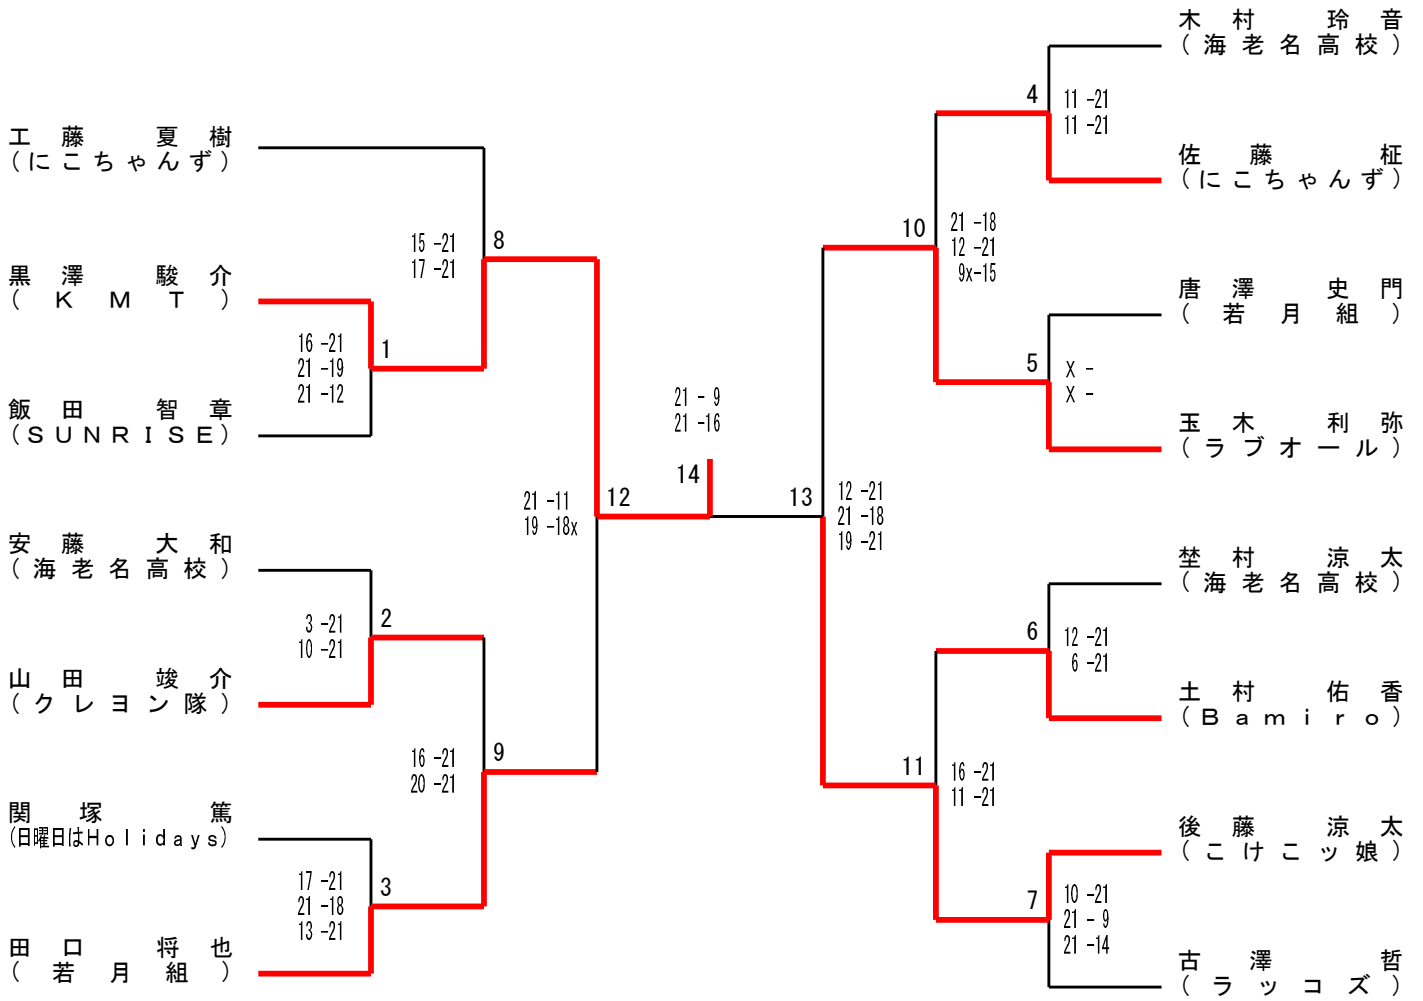 工藤 夏樹
(にこちゃんず)
黒澤 駿介
(KMT)
飯田 智章
(SUNRISE)
安藤 大和
(海老名高校)
山田 竣介
(クレヨン隊)
関塚 篤
(日曜日はHolidays)
田口 将也
(若月組)
1
16 -21
21 -19
21 -12
2
3 -21
10 -21
3
17 -21
21 -18
13 -21
8
15 -21
17 -21
9
16 -21
20 -21
12
21 -11
19 -18x
14
21 - 9
21 -16
13
12 -21
21 -18
19 -21
10
21 -18
12 -21
9x-15
11
16 -21
11 -21
4
11 -21
11 -21
5
X -
X -
6
12 -21
6 -21
7
10 -21
21 - 9
21 -14
木村 玲音
(海老名高校)
佐藤 柾
(にこちゃんず)
唐澤 史門
(若月組)
玉木 利弥
(ラブオール)
埜村 涼太
(海老名高校)
土村 佑香
(Bamiro)
後藤 涼太
(こけこッ娘)
古澤 哲
(ラッコズ)